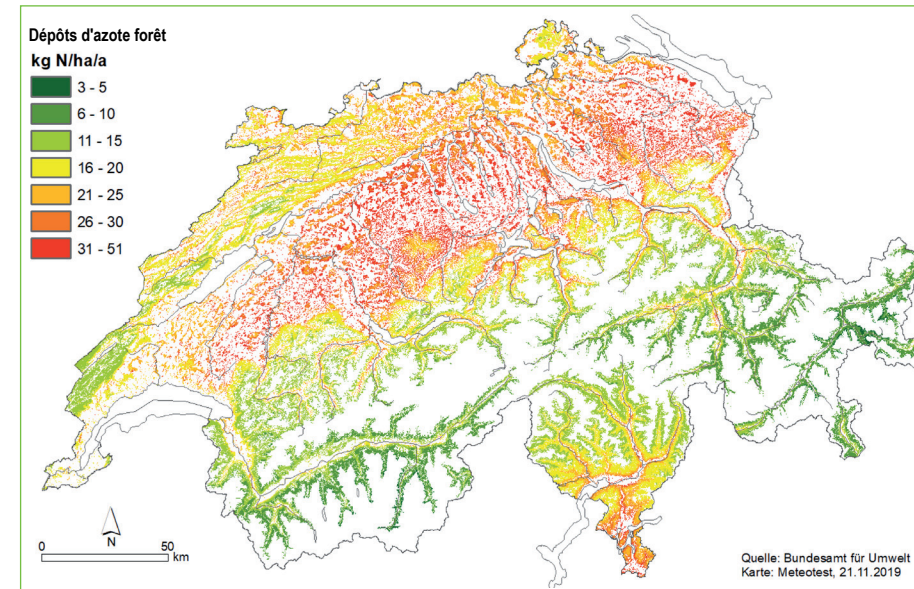 Dépôts d'azote forêt
kg N/ha/a
3 - 5
6 - 10
11 - 15
16 - 20
21 - 25
26 - 30
31 - 51
N
0 50
km
Quelle: Bundesamt für Umwelt
Karte: Meteotest, 21.11.2019